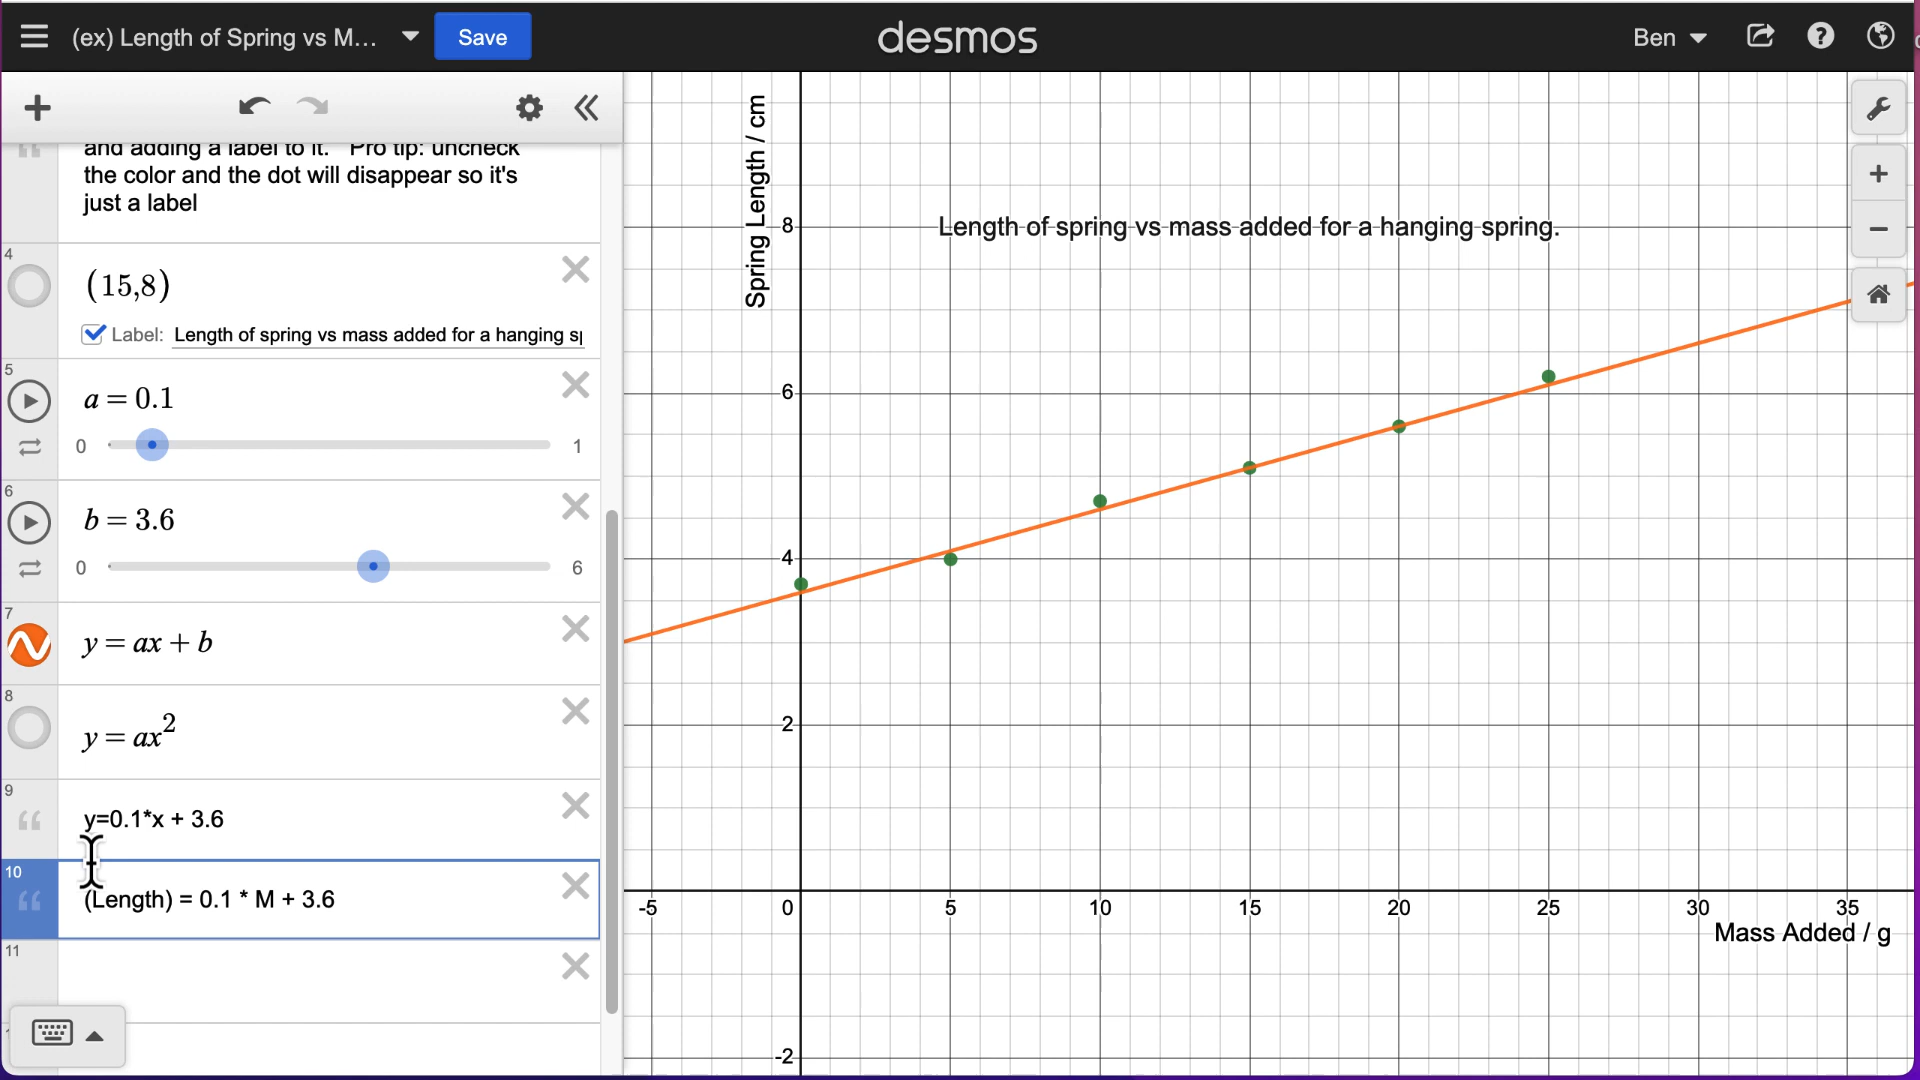 (ex) Length of Spring vs M...
Save
desmos
Ben
and adding a label to it. Pro tip: uncheck
the color and the dot will disappear so it's
just a label
4
(15,8)
Label: Length of spring vs mass added for a hanging sp
5
a = 0.1
0
1
6
b = 3.6
0
6
7
y = ax + b
8
y = ax²
9
y=0.1*x + 3.6
10
(Length) = 0.1 * M + 3.6
11
Spring Length / cm
Length of spring vs mass added for a hanging spring.
8
6
4
2
-2
-5
0
5
10
15
20
25
30
35
Mass Added / g